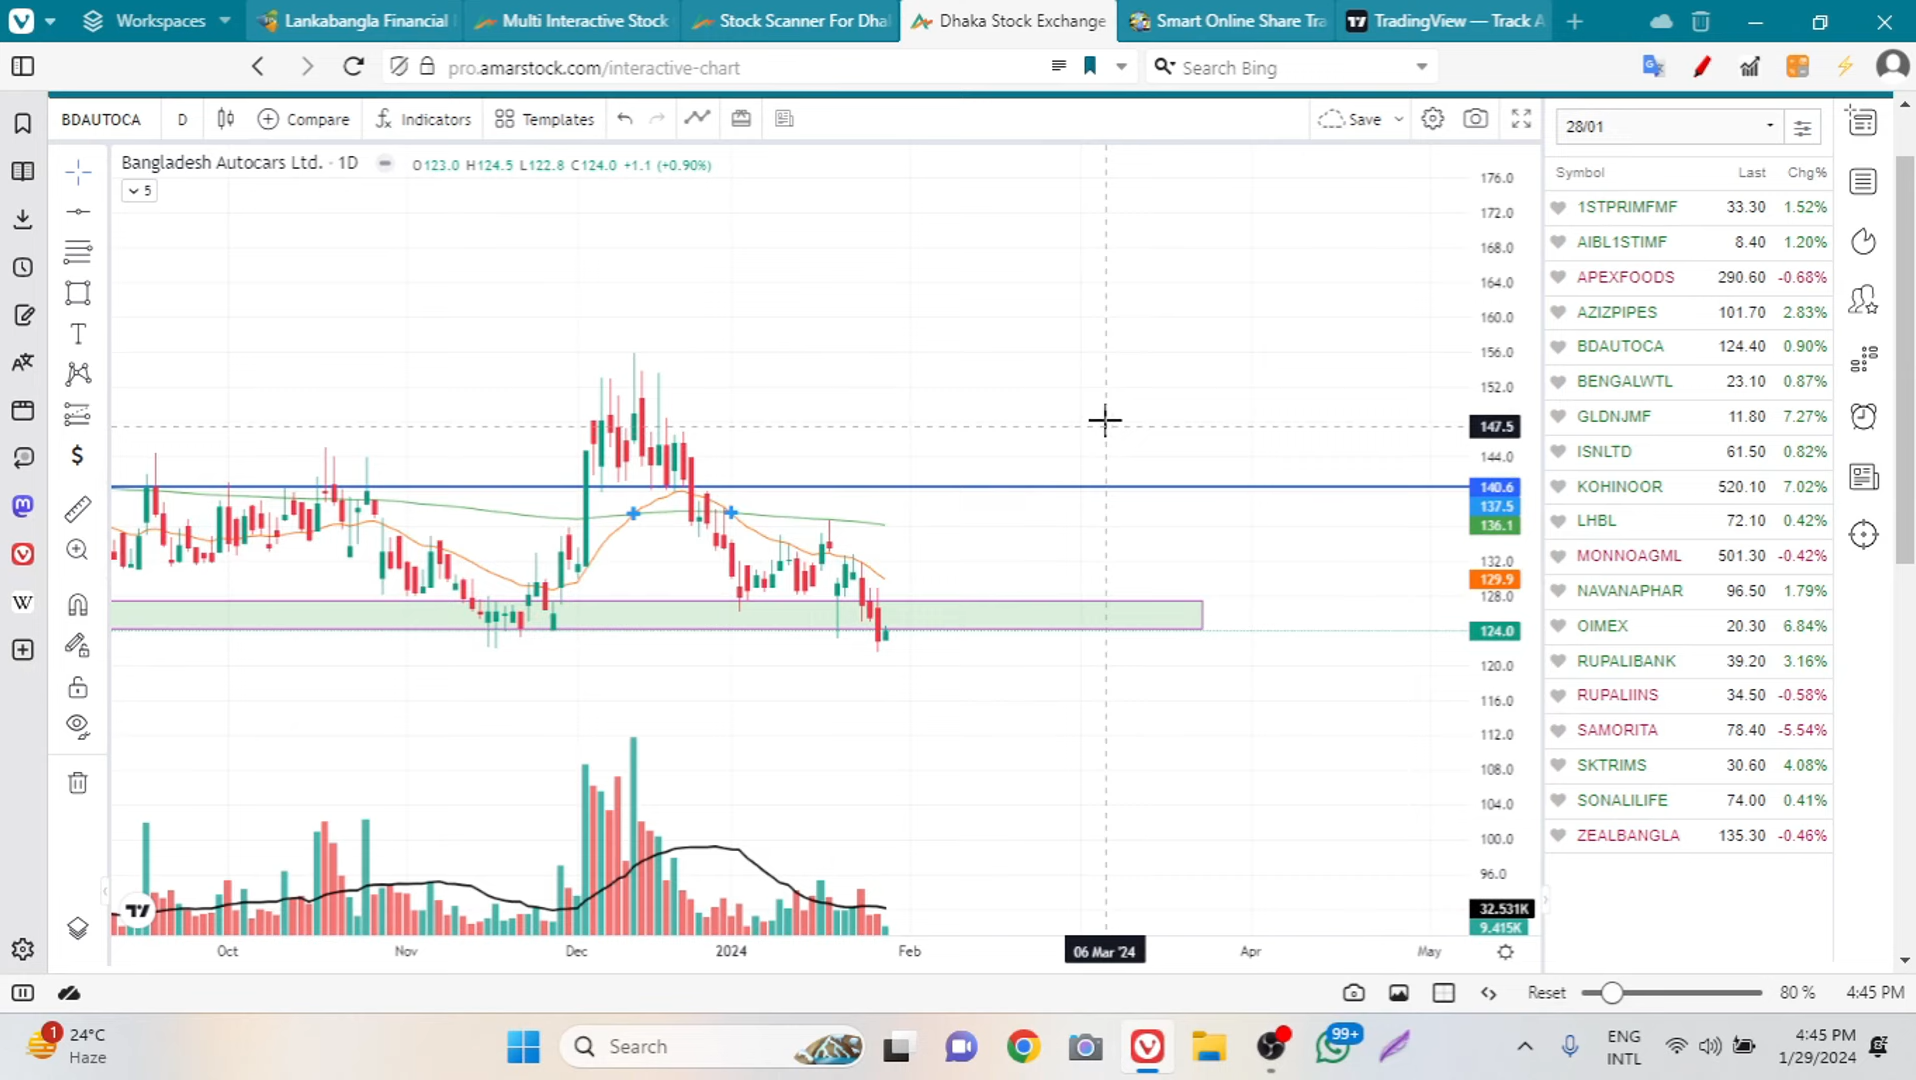 Workspaces
Lankabangla Financial
Multi Interactive Stock
Stock Scanner For Dha
Dhaka Stock Exchange
Smart Online Share Tra
TradingView — Track A
pro.amarstock.com/interactive-chart
Search Bing
BDAUTOCA D Compare Indicators Templates Save
Bangladesh Autocars Ltd. · 1D O123.0 H124.5 L122.8 C124.0 +1.1 (+0.90%)
5
176.0
172.0
168.0
164.0
160.0
156.0
152.0
147.5
144.0
140.6
137.5
136.1
132.0
129.9
128.0
124.0
120.0
116.0
112.0
108.0
104.0
100.0
96.0
32.531K
9.415K
Oct Nov Dec 2024 Feb 06 Mar '24 Apr May
28/01
Symbol Last Chg%
1STPRIMFMF 33.30 1.52%
AIBL1STIMF 8.40 1.20%
APEXFOODS 290.60 -0.68%
AZIZPIPES 101.70 2.83%
BDAUTOCA 124.40 0.90%
BENGALWTL 23.10 0.87%
GLDNJMF 11.80 7.27%
ISNLTD 61.50 0.82%
KOHINOOR 520.10 7.02%
LHBL 72.10 0.42%
MONNOAGML 501.30 -0.42%
NAVANAPHAR 96.50 1.79%
OIMEX 20.30 6.84%
RUPALIBANK 39.20 3.16%
RUPALIINS 34.50 -0.58%
SAMORITA 78.40 -5.54%
SKTRIMS 30.60 4.08%
SONALILIFE 74.00 0.41%
ZEALBANGLA 135.30 -0.46%
Reset 80 % 4:45 PM
1
24°C
Haze
Search
99+
ENG
INTL
4:45 PM
1/29/2024